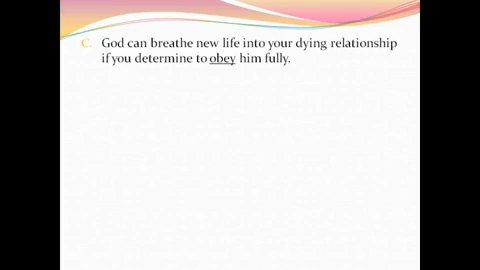 C. God can breathe new life into your dying relationship
if you determine to obey him fully.